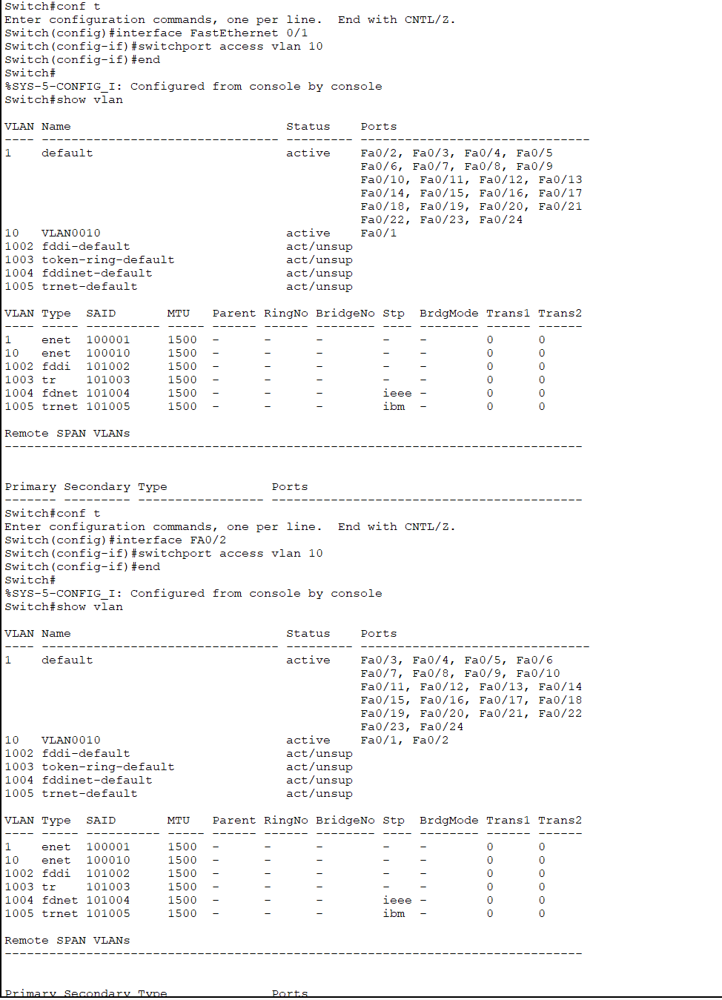 Switch#conf t
Enter configuration commands, one per line.  End with CNTL/Z.
Switch(config)#interface FastEthernet 0/1
Switch(config-if)#switchport access vlan 10
Switch(config-if)#end
Switch#
%SYS-5-CONFIG_I: Configured from console by console
Switch#show vlan

VLAN Name                             Status    Ports
---- -------------------------------- --------- -------------------------------
1    default                          active    Fa0/2, Fa0/3, Fa0/4, Fa0/5
                                                Fa0/6, Fa0/7, Fa0/8, Fa0/9
                                                Fa0/10, Fa0/11, Fa0/12, Fa0/13
                                                Fa0/14, Fa0/15, Fa0/16, Fa0/17
                                                Fa0/18, Fa0/19, Fa0/20, Fa0/21
                                                Fa0/22, Fa0/23, Fa0/24
10   VLAN0010                         active    Fa0/1
1002 fddi-default                     act/unsup
1003 token-ring-default               act/unsup
1004 fddinet-default                  act/unsup
1005 trnet-default                    act/unsup

VLAN Type  SAID       MTU   Parent RingNo BridgeNo Stp  BrdgMode Trans1 Trans2
---- ----- ---------- ----- ------ ------ -------- ---- -------- ------ ------
1    enet  100001     1500  -      -      -        -    -        0      0
10   enet  100010     1500  -      -      -        -    -        0      0
1002 fddi  101002     1500  -      -      -        -    -        0      0
1003 tr    101003     1500  -      -      -        -    -        0      0
1004 fdnet 101004     1500  -      -      -        ieee -        0      0
1005 trnet 101005     1500  -      -      -        ibm  -        0      0

Remote SPAN VLANs
------------------------------------------------------------------------------

Primary Secondary Type              Ports
------- --------- ----------------- ------------------------------------------
Switch#conf t
Enter configuration commands, one per line.  End with CNTL/Z.
Switch(config)#interface FA0/2
Switch(config-if)#switchport access vlan 10
Switch(config-if)#end
Switch#
%SYS-5-CONFIG_I: Configured from console by console
Switch#show vlan

VLAN Name                             Status    Ports
---- -------------------------------- --------- -------------------------------
1    default                          active    Fa0/3, Fa0/4, Fa0/5, Fa0/6
                                                Fa0/7, Fa0/8, Fa0/9, Fa0/10
                                                Fa0/11, Fa0/12, Fa0/13, Fa0/14
                                                Fa0/15, Fa0/16, Fa0/17, Fa0/18
                                                Fa0/19, Fa0/20, Fa0/21, Fa0/22
                                                Fa0/23, Fa0/24
10   VLAN0010                         active    Fa0/1, Fa0/2
1002 fddi-default                     act/unsup
1003 token-ring-default               act/unsup
1004 fddinet-default                  act/unsup
1005 trnet-default                    act/unsup

VLAN Type  SAID       MTU   Parent RingNo BridgeNo Stp  BrdgMode Trans1 Trans2
---- ----- ---------- ----- ------ ------ -------- ---- -------- ------ ------
1    enet  100001     1500  -      -      -        -    -        0      0
10   enet  100010     1500  -      -      -        -    -        0      0
1002 fddi  101002     1500  -      -      -        -    -        0      0
1003 tr    101003     1500  -      -      -        -    -        0      0
1004 fdnet 101004     1500  -      -      -        ieee -        0      0
1005 trnet 101005     1500  -      -      -        ibm  -        0      0

Remote SPAN VLANs
------------------------------------------------------------------------------

Primary Secondary Type              Ports